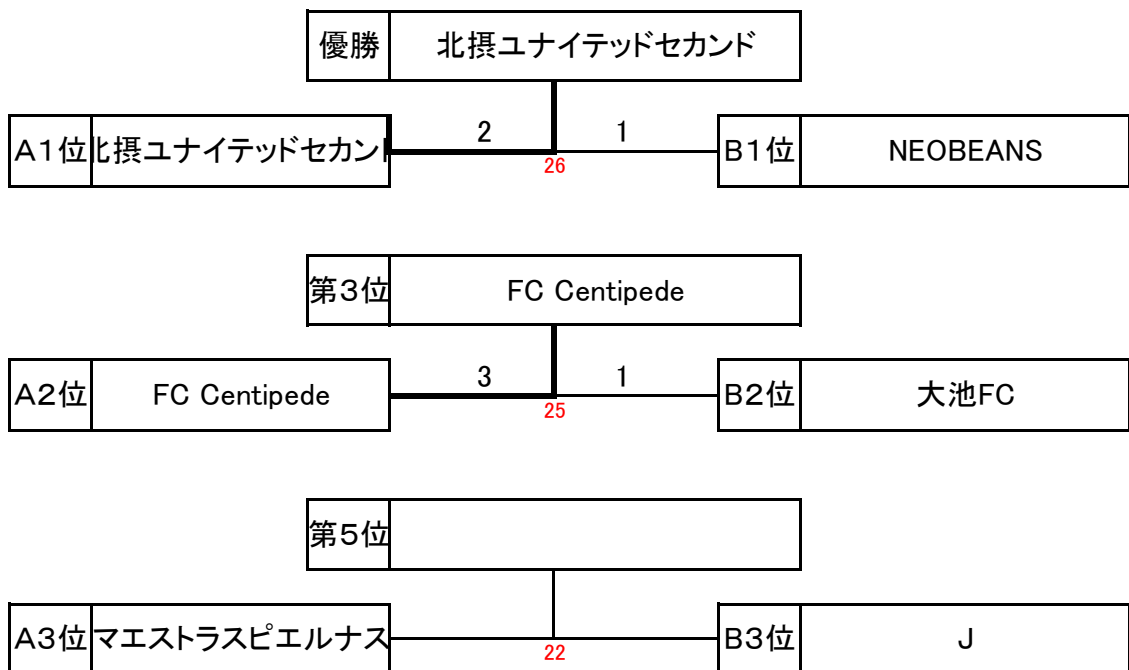 優勝 北摂ユナイテッドセカンド
2 1
A1位 北摂ユナイテッドセカンド B1位 NEOBEANS
26
第3位 FC Centipede
3 1
A2位 FC Centipede B2位 大池FC
25
第5位
A3位 マエストラスピエルナス B3位 J
22